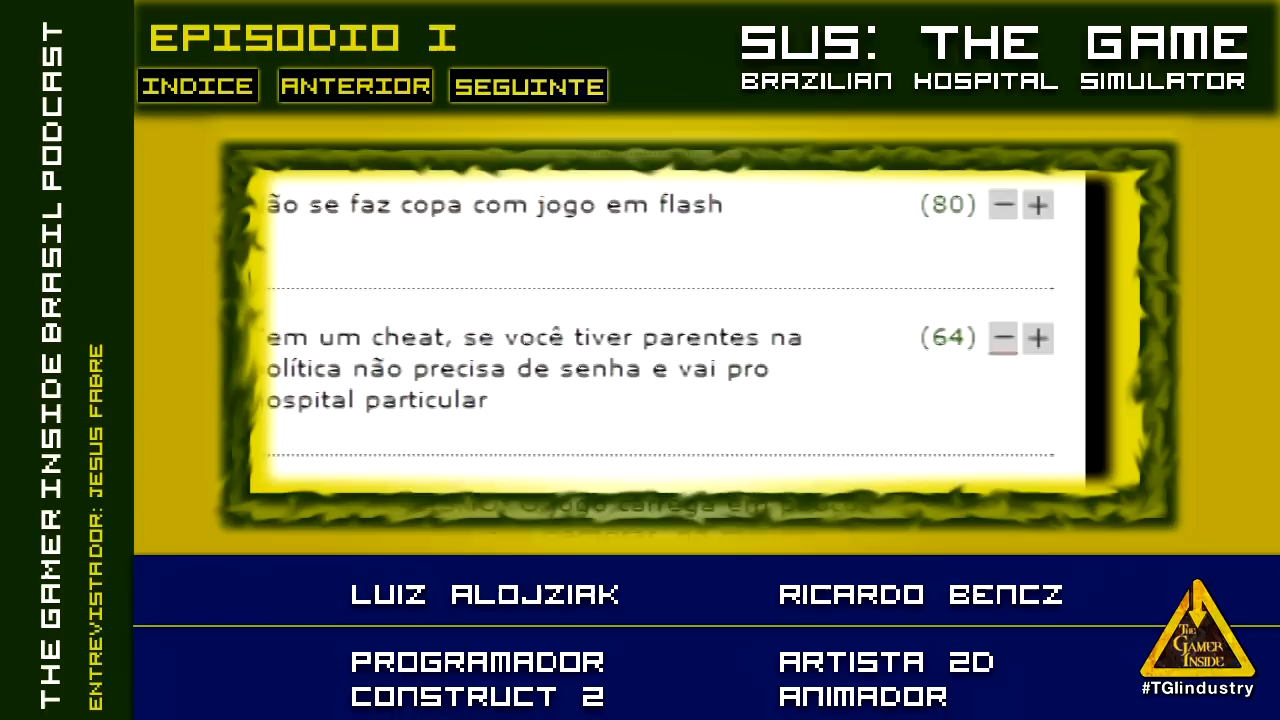 EPISODIO I
INDICE ANTERIOR SEGUINTE
SUS: THE GAME
BRAZILIAN HOSPITAL SIMULATOR
THE GAMER INSIDE BRASIL PODCAST
ENTREVISTADOR: JESUS FABRE
ão se faz copa com jogo em flash (80) − +
em um cheat, se você tiver parentes na (64) − +
olítica não precisa de senha e vai pro
ospital particular
LUIZ ALOJZIAK RICARDO BENCZ
PROGRAMADOR ARTISTA 2D
CONSTRUCT 2 ANIMADOR
THE
GAMER
INSIDE
#TGIindustry